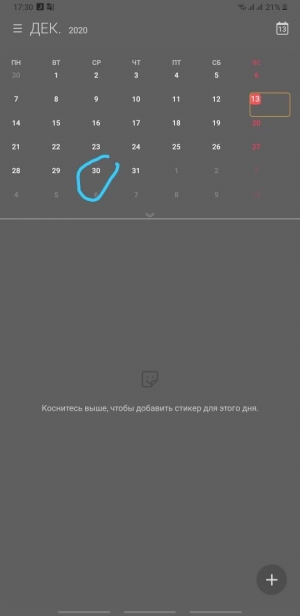 17:30 21%
ДЕК. 2020 13
ПН ВТ СР ЧТ ПТ СБ ВС
30 1 2 3 4 5 6
7 8 9 10 11 12 13
14 15 16 17 18 19 20
21 22 23 24 25 26 27
28 29 30 31 1 2
4 5 6 7 8 9
Коснитесь выше, чтобы добавить стикер для этого дня.